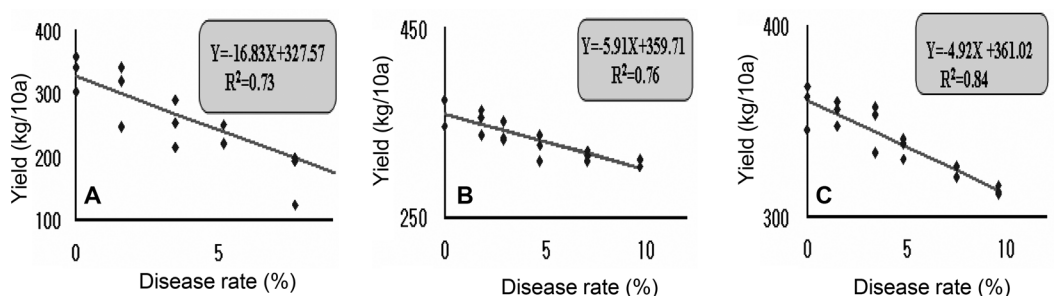 400
300
200
100
Yield (kg/10a)
Y=-16.83X+327.57
R²=0.73
A
0 5
Disease rate (%)
450
250
Yield (kg/10a)
Y=-5.91X+359.71
R²=0.76
B
0 5 10
Disease rate (%)
400
300
Yield (kg/10a)
Y=-4.92X +361.02
R²=0.84
C
0 5 10
Disease rate (%)